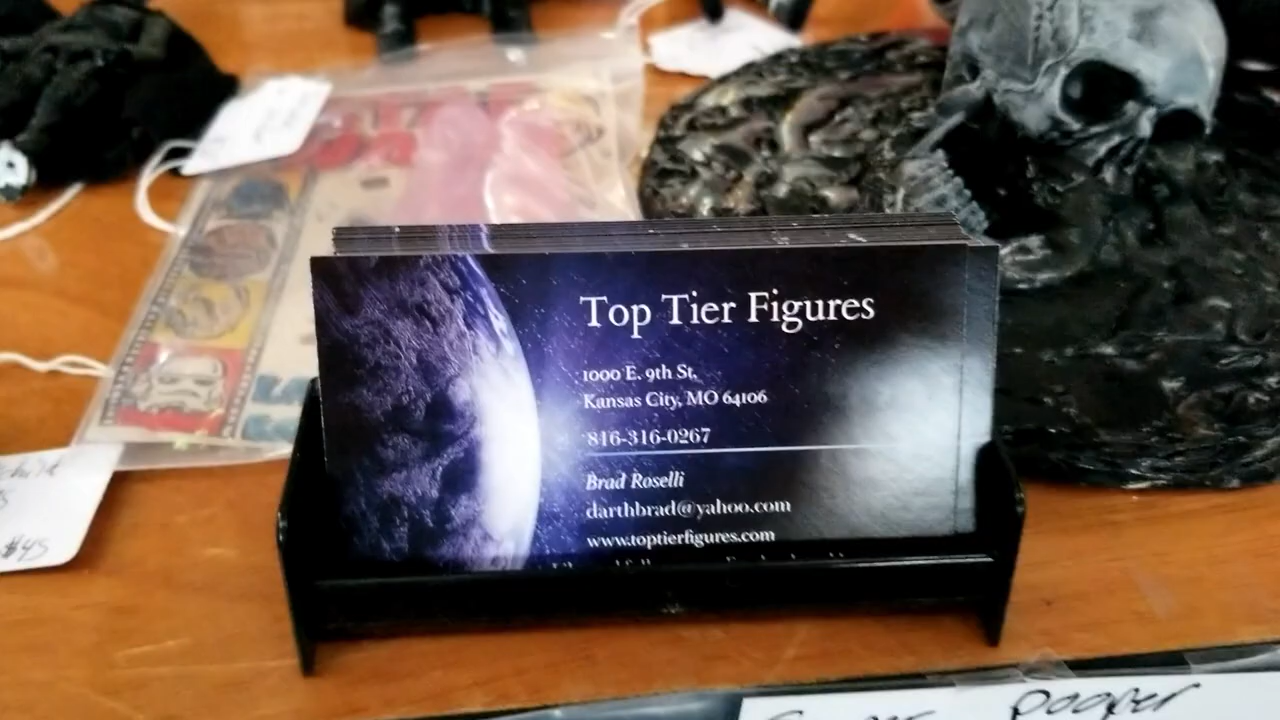 Top Tier Figures
1000 E. 9th St.
Kansas City, MO 64106
816-316-0267
Brad Roselli
darthbrad@yahoo.com
www.toptierfigures.com
$45
pooper